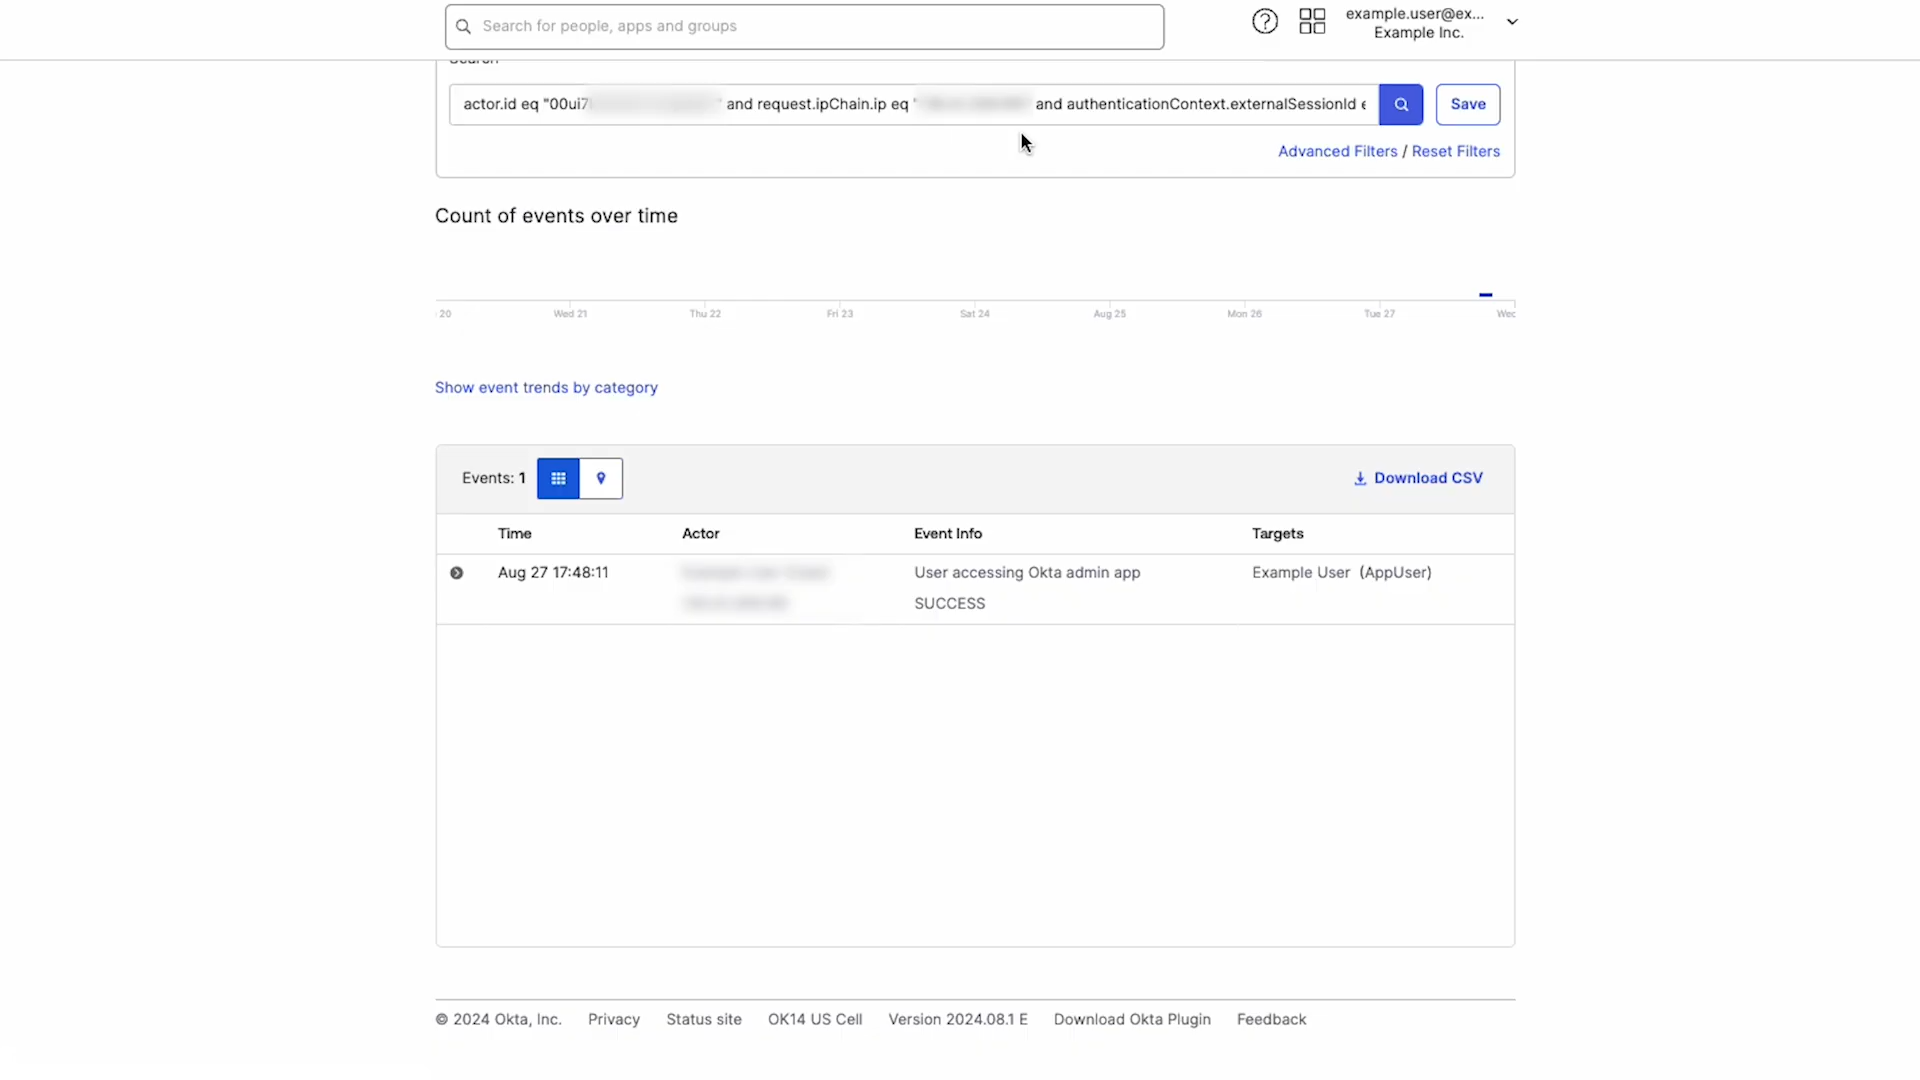 Search for people, apps and groups
example.user@ex...
Example Inc.
Search
actor.id eq "00ui7 " and request.ipChain.ip eq " and authenticationContext.externalSessionId e
Save
Advanced Filters / Reset Filters
Count of events over time
20 Wed 21 Thu 22 Fri 23 Sat 24 Aug 25 Mon 26 Tue 27 Wed
Show event trends by category
Events: 1
Download CSV
Time Actor Event Info Targets
Aug 27 17:48:11 User accessing Okta admin app Example User (AppUser)
SUCCESS
© 2024 Okta, Inc. Privacy Status site OK14 US Cell Version 2024.08.1 E Download Okta Plugin Feedback